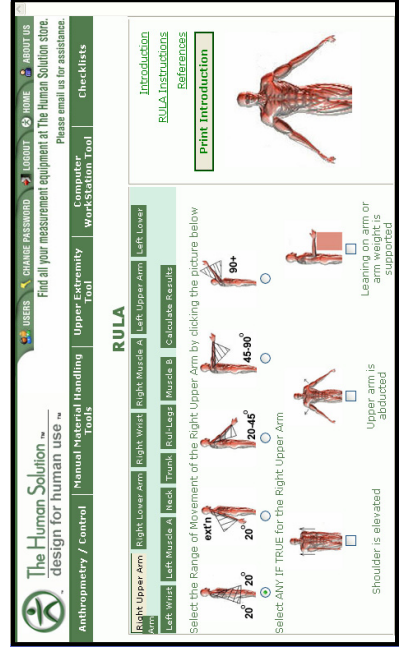 USERS CHANGE PASSWORD LOGOUT HOME ABOUT US
The Human Solution ™
design for human use ™
Find all your measurement equipment at The Human Solution store.
Please email us for assistance.
Anthropmetry / Control
Manual Material Handling Tools
Upper Extremity Tool
Computer WorkStation Tool
Checklists
RULA
Right Upper Arm Right Lower Arm Right Wrist Right Muscle A Left Upper Arm Left Lower
Arm
Left Wrist Left Muscle A Neck Trunk Rul-Legs Muscle B Calculate Results
Select the Range of Movement of the Right Upper Arm by clicking the picture below
20° 20°
ext'n 20°
20-45°
45-90°
90+
Select ANY IF TRUE for the Right Upper Arm
Shoulder is elevated
Upper arm is
abducted
Leaning on arm or
arm weight is
supported
Introduction
RULA Instructions
References
Print Introduction